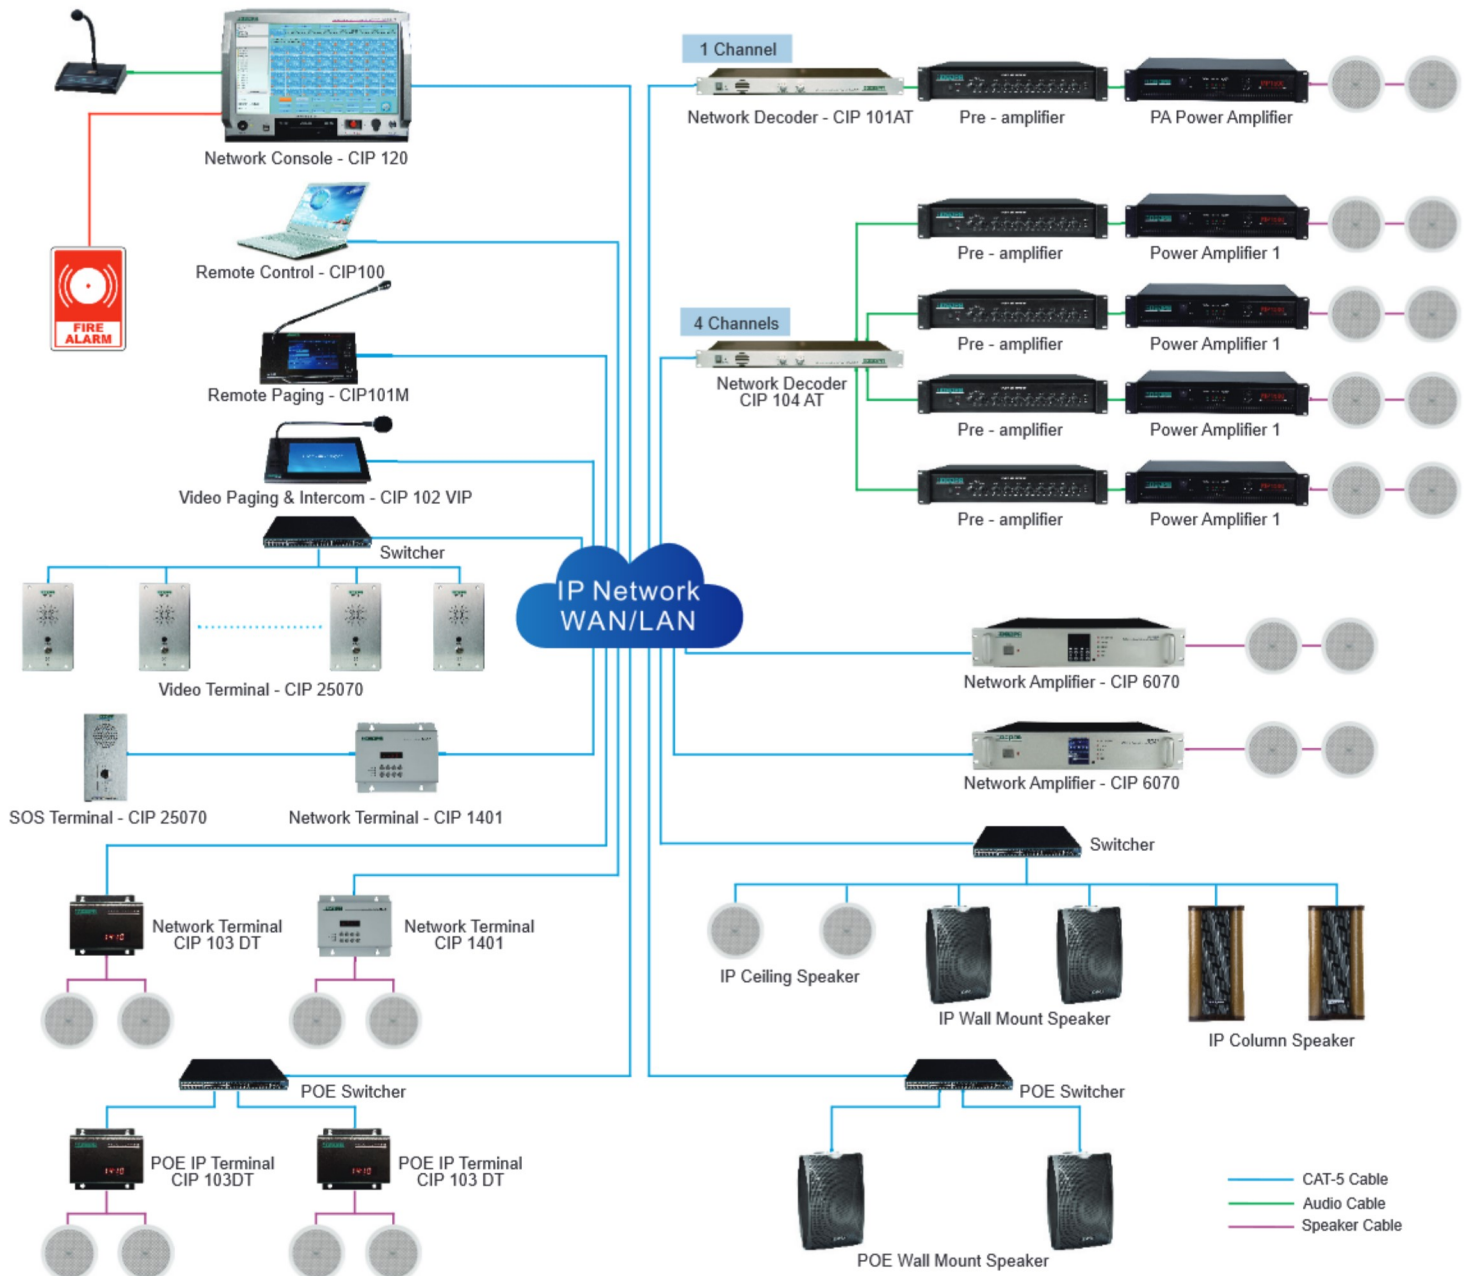 1 Channel
Network Console - CIP 120
Network Decoder - CIP 101AT
Pre - amplifier
PA Power Amplifier
Remote Control - CIP100
Pre - amplifier
Power Amplifier 1
FIRE
ALARM
4 Channels
Pre - amplifier
Power Amplifier 1
Remote Paging - CIP101M
Network Decoder
CIP 104 AT
Pre - amplifier
Power Amplifier 1
Video Paging & Intercom - CIP 102 VIP
Pre - amplifier
Power Amplifier 1
Switcher
IP Network
WAN/LAN
Video Terminal - CIP 25070
Network Amplifier - CIP 6070
SOS Terminal - CIP 25070
Network Terminal - CIP 1401
Network Amplifier - CIP 6070
Switcher
Network Terminal
CIP 103 DT
Network Terminal
CIP 1401
IP Ceiling Speaker
IP Wall Mount Speaker
IP Column Speaker
POE Switcher
POE Switcher
POE IP Terminal
CIP 103DT
POE IP Terminal
CIP 103 DT
POE Wall Mount Speaker
CAT-5 Cable
Audio Cable
Speaker Cable